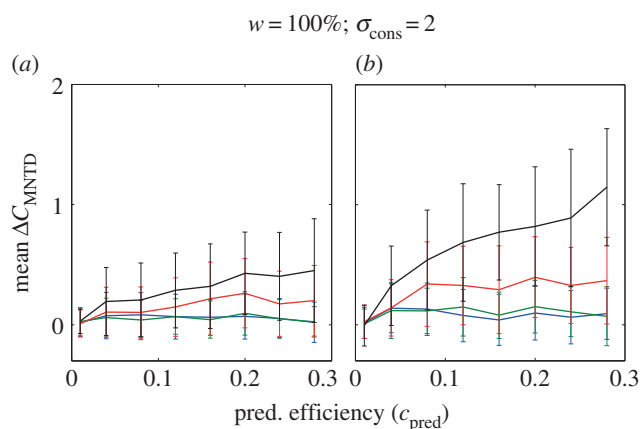 w = 100%; σcons = 2
(a) (b)
2
1
0
mean ΔCMNTD
0 0.1 0.2 0.3 0 0.1 0.2 0.3
pred. efficiency (cpred)